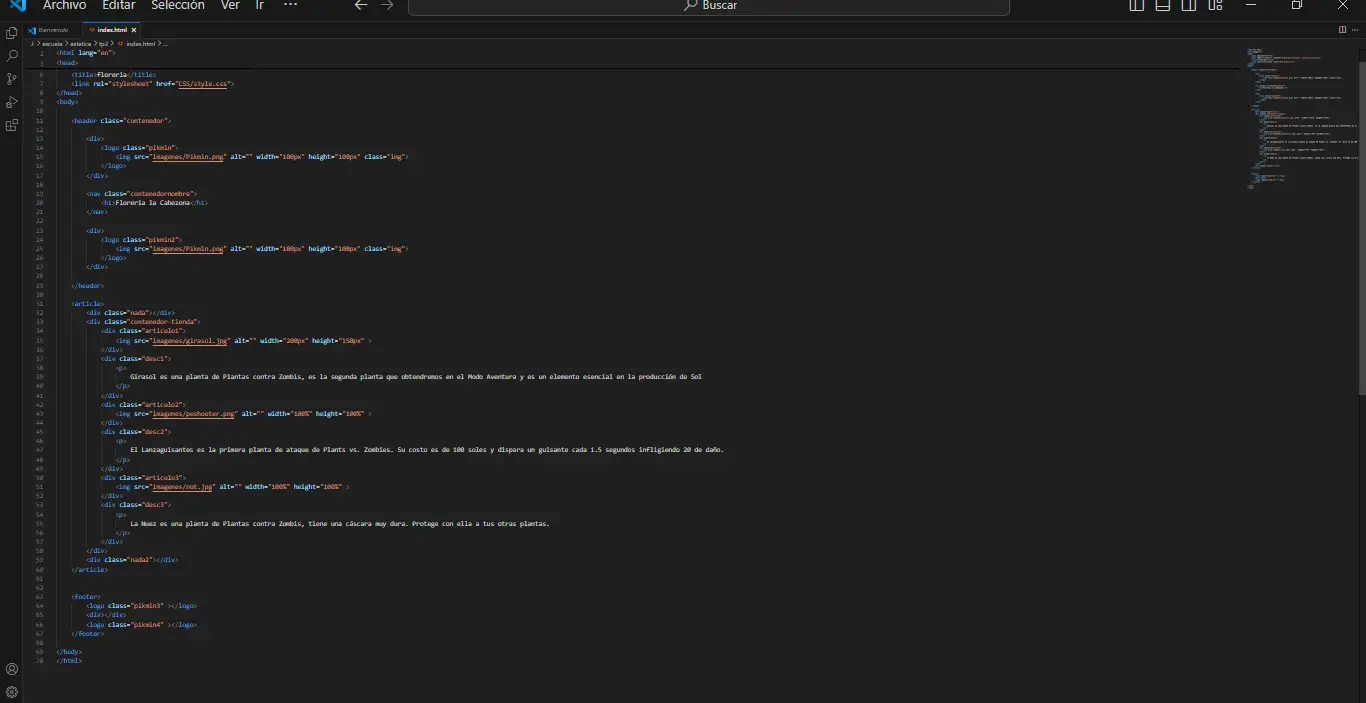 Archivo Editar Selección Ver Ir ··· Buscar
Bienvenido index.html
escuela > estetica > tp2 > index.html > ...
2 <html lang="en">
3 <head>
6 <title>floreria</title>
7 <link rel="stylesheet" href="CSS/style.css">
8 </head>
9 <body>
10
11 <header class="contenedor">
12
13 <div>
14 <logo class="pikmin">
15 <img src="imagenes/Pikmin.png" alt="" width="100px" height="100px" class="img">
16 </logo>
17 </div>
18
19 <nav class="contenedornombre">
20 <h1>Floreria la Cabezona</h1>
21 </nav>
22
23 <div>
24 <logo class="pikmin2">
25 <img src="imagenes/Pikmin.png" alt="" width="100px" height="100px" class="img">
26 </logo>
27 </div>
28
29 </header>
30
31 <article>
32 <div class="nada"></div>
33 <div class="contenedor-tienda">
34 <div class="articulo1">
35 <img src="imagenes/girasol.jpg" alt="" width="200px" height="150px" >
36 </div>
37 <div class="desc1">
38 <p>
39 Girasol es una planta de Plantas contra Zombis, es la segunda planta que obtendremos en el Modo Aventura y es un elemento esencial en la producción de Sol
40 </p>
41 </div>
42 <div class="articulo2">
43 <img src="imagenes/peshooter.png" alt="" width="100%" height="100%" >
44 </div>
45 <div class="desc2">
46 <p>
47 El Lanzaguisantes es la primera planta de ataque de Plants vs. Zombies. Su costo es de 100 soles y dispara un guisante cada 1.5 segundos infligiendo 20 de daño.
48 </p>
49 </div>
50 <div class="articulo3">
51 <img src="imagenes/nut.jpg" alt="" width="100%" height="100%" >
52 </div>
53 <div class="desc3">
54 <p>
55 La Nuez es una planta de Plantas contra Zombis, tiene una cáscara muy dura. Protege con ella a tus otras plantas.
56 </p>
57 </div>
58 </div>
59 <div class="nada2"></div>
60 </article>
61
62
63 <footer>
64 <logo class="pikmin3" ></logo>
65 <div></div>
66 <logo class="pikmin4" ></logo>
67 </footer>
68
69 </body>
70 </html>